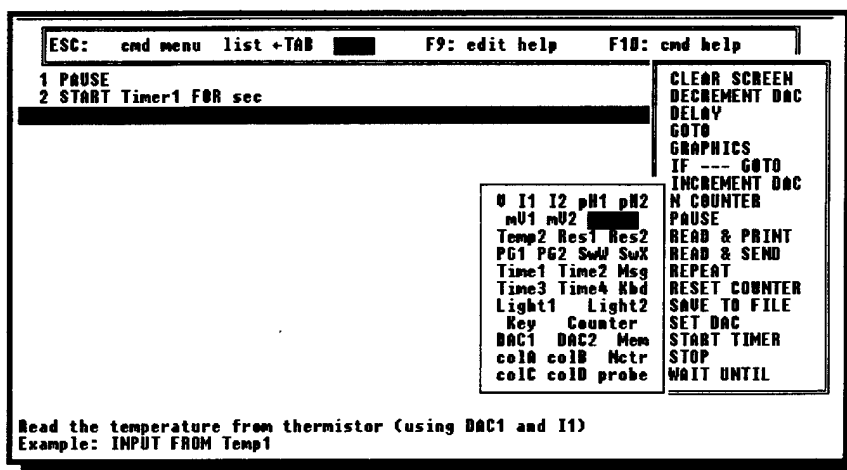 ESC: cmd menu list ←TAB F9: edit help F10: cmd help
1 PAUSE
2 START Timer1 FOR sec
CLEAR SCREEN
DECREMENT DAC
DELAY
GOTO
GRAPHICS
IF --- GOTO
INCREMENT DAC
N COUNTER
PAUSE
READ & PRINT
READ & SEND
REPEAT
RESET COUNTER
SAVE TO FILE
SET DAC
START TIMER
STOP
WAIT UNTIL
V I1 I2 pH1 pH2
mV1 mV2
Temp2 Res1 Res2
PG1 PG2 SwW SwX
Time1 Time2 Msg
Time3 Time4 Kbd
Light1 Light2
Key Counter
DAC1 DAC2 Mem
colA colB Nctr
colC colD probe
Read the temperature from thermistor (using DAC1 and I1)
Example: INPUT FROM Temp1